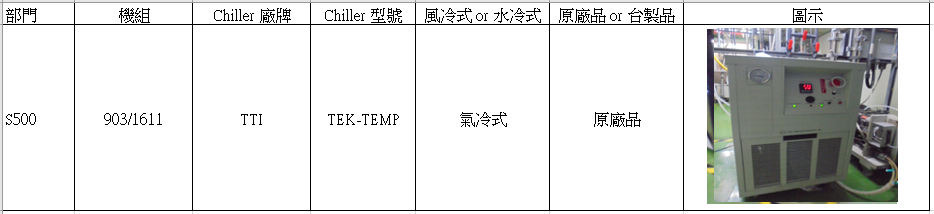 部門 機組 Chiller 廠牌 Chiller 型號 風冷式 or 水冷式 原廠品 or 台製品 圖示
S500 903/1611 TTI TEK-TEMP 氣冷式 原廠品